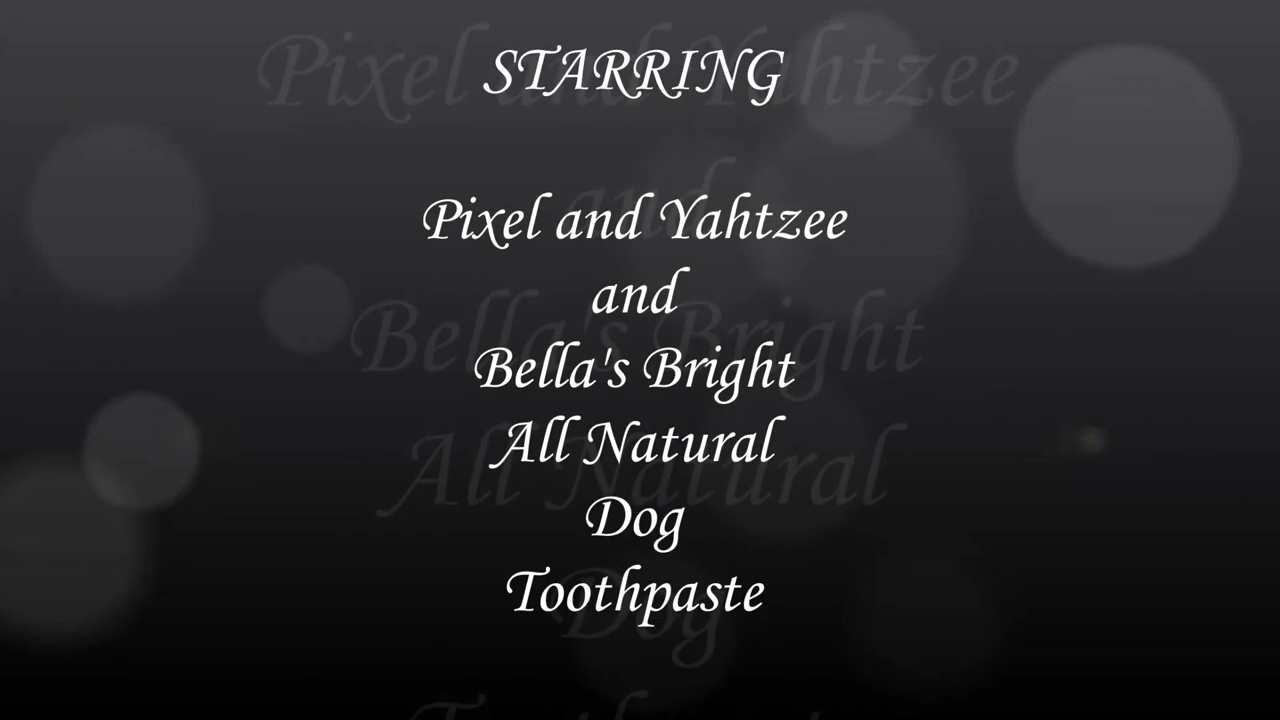 STARRING
Pixel and Yahtzee
and
Bella's Bright
All Natural
Dog
Toothpaste